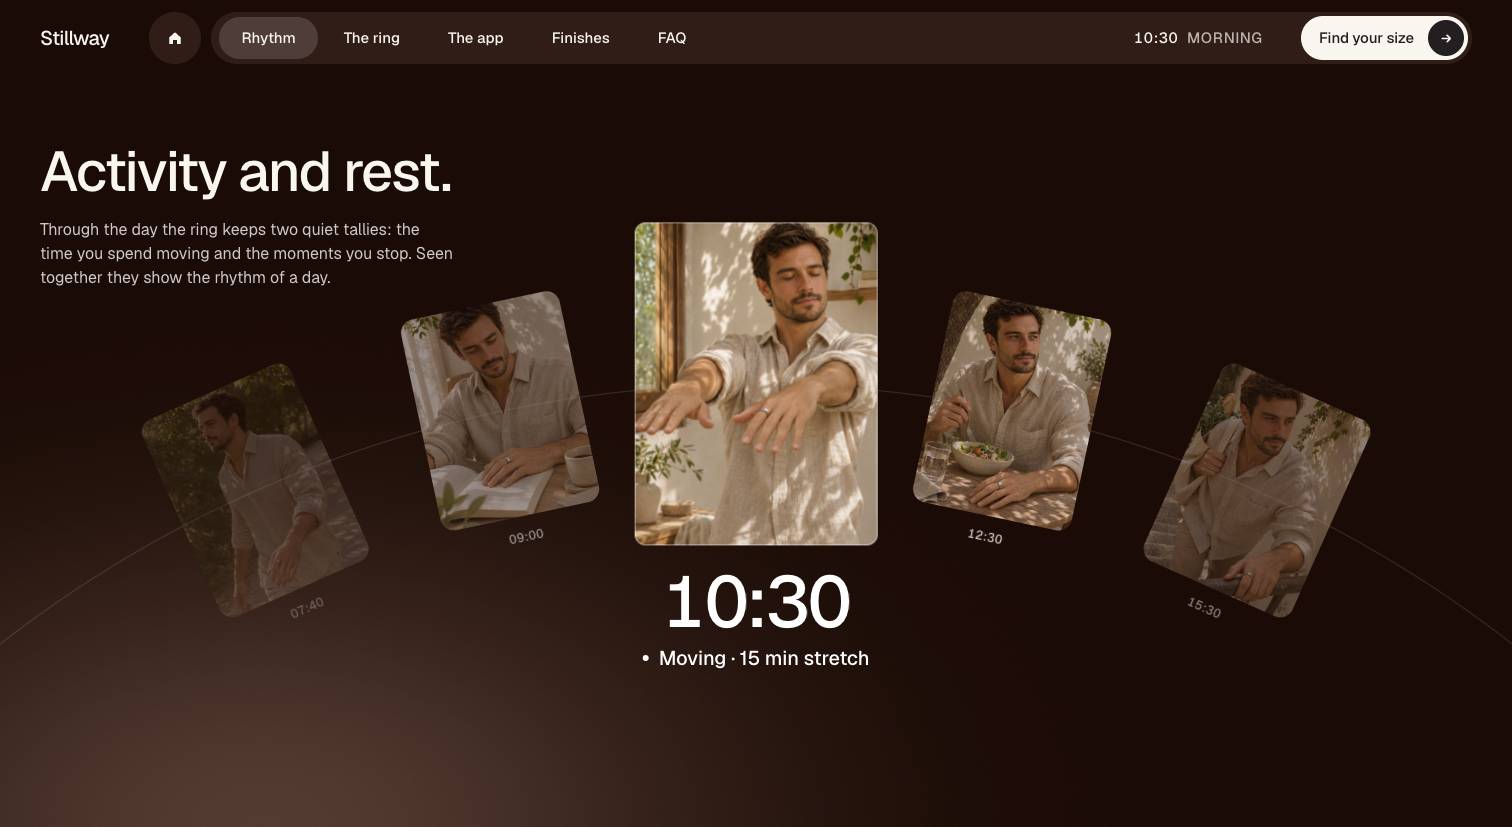 Stillway
Rhythm
The ring
The app
Finishes
FAQ
10:30 MORNING
Find your size
Activity and rest.
Through the day the ring keeps two quiet tallies: the
time you spend moving and the moments you stop. Seen
together they show the rhythm of a day.
07:40
09:00
10:30
• Moving · 15 min stretch
12:30
15:30